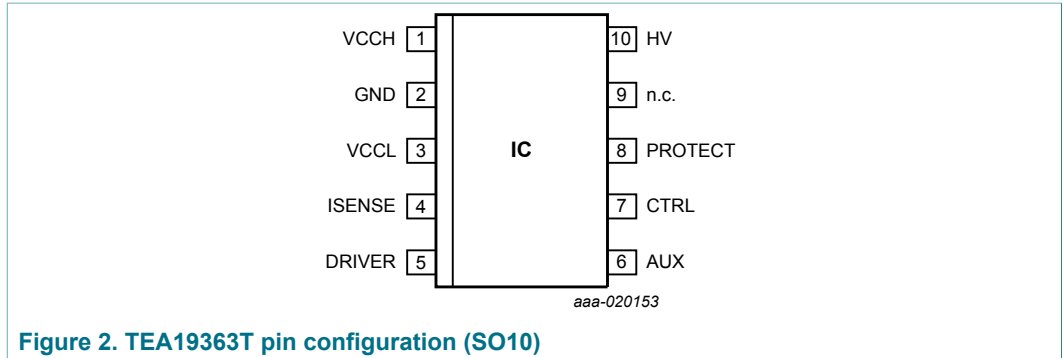 VCCH 1 10 HV
GND 2 9 n.c.
VCCL 3 IC 8 PROTECT
ISENSE 4 7 CTRL
DRIVER 5 6 AUX
aaa-020153
Figure 2. TEA19363T pin configuration (SO10)